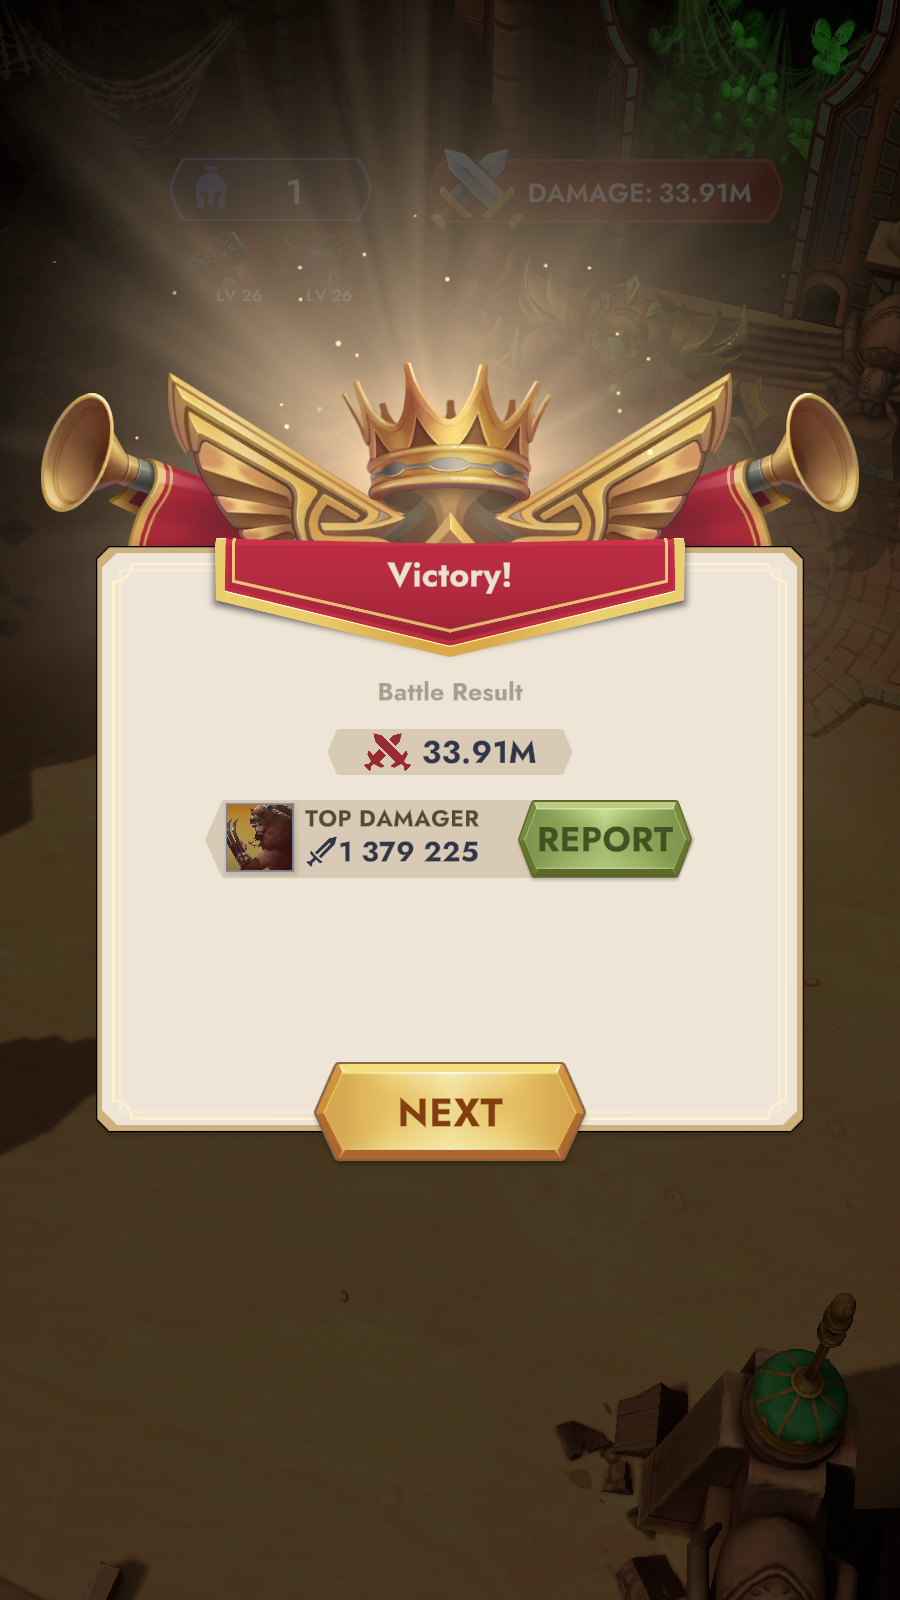 1
DAMAGE: 33.91M
LV 26
LV 26
Victory!
Battle Result
33.91M
TOP DAMAGER
1 379 225
REPORT
NEXT